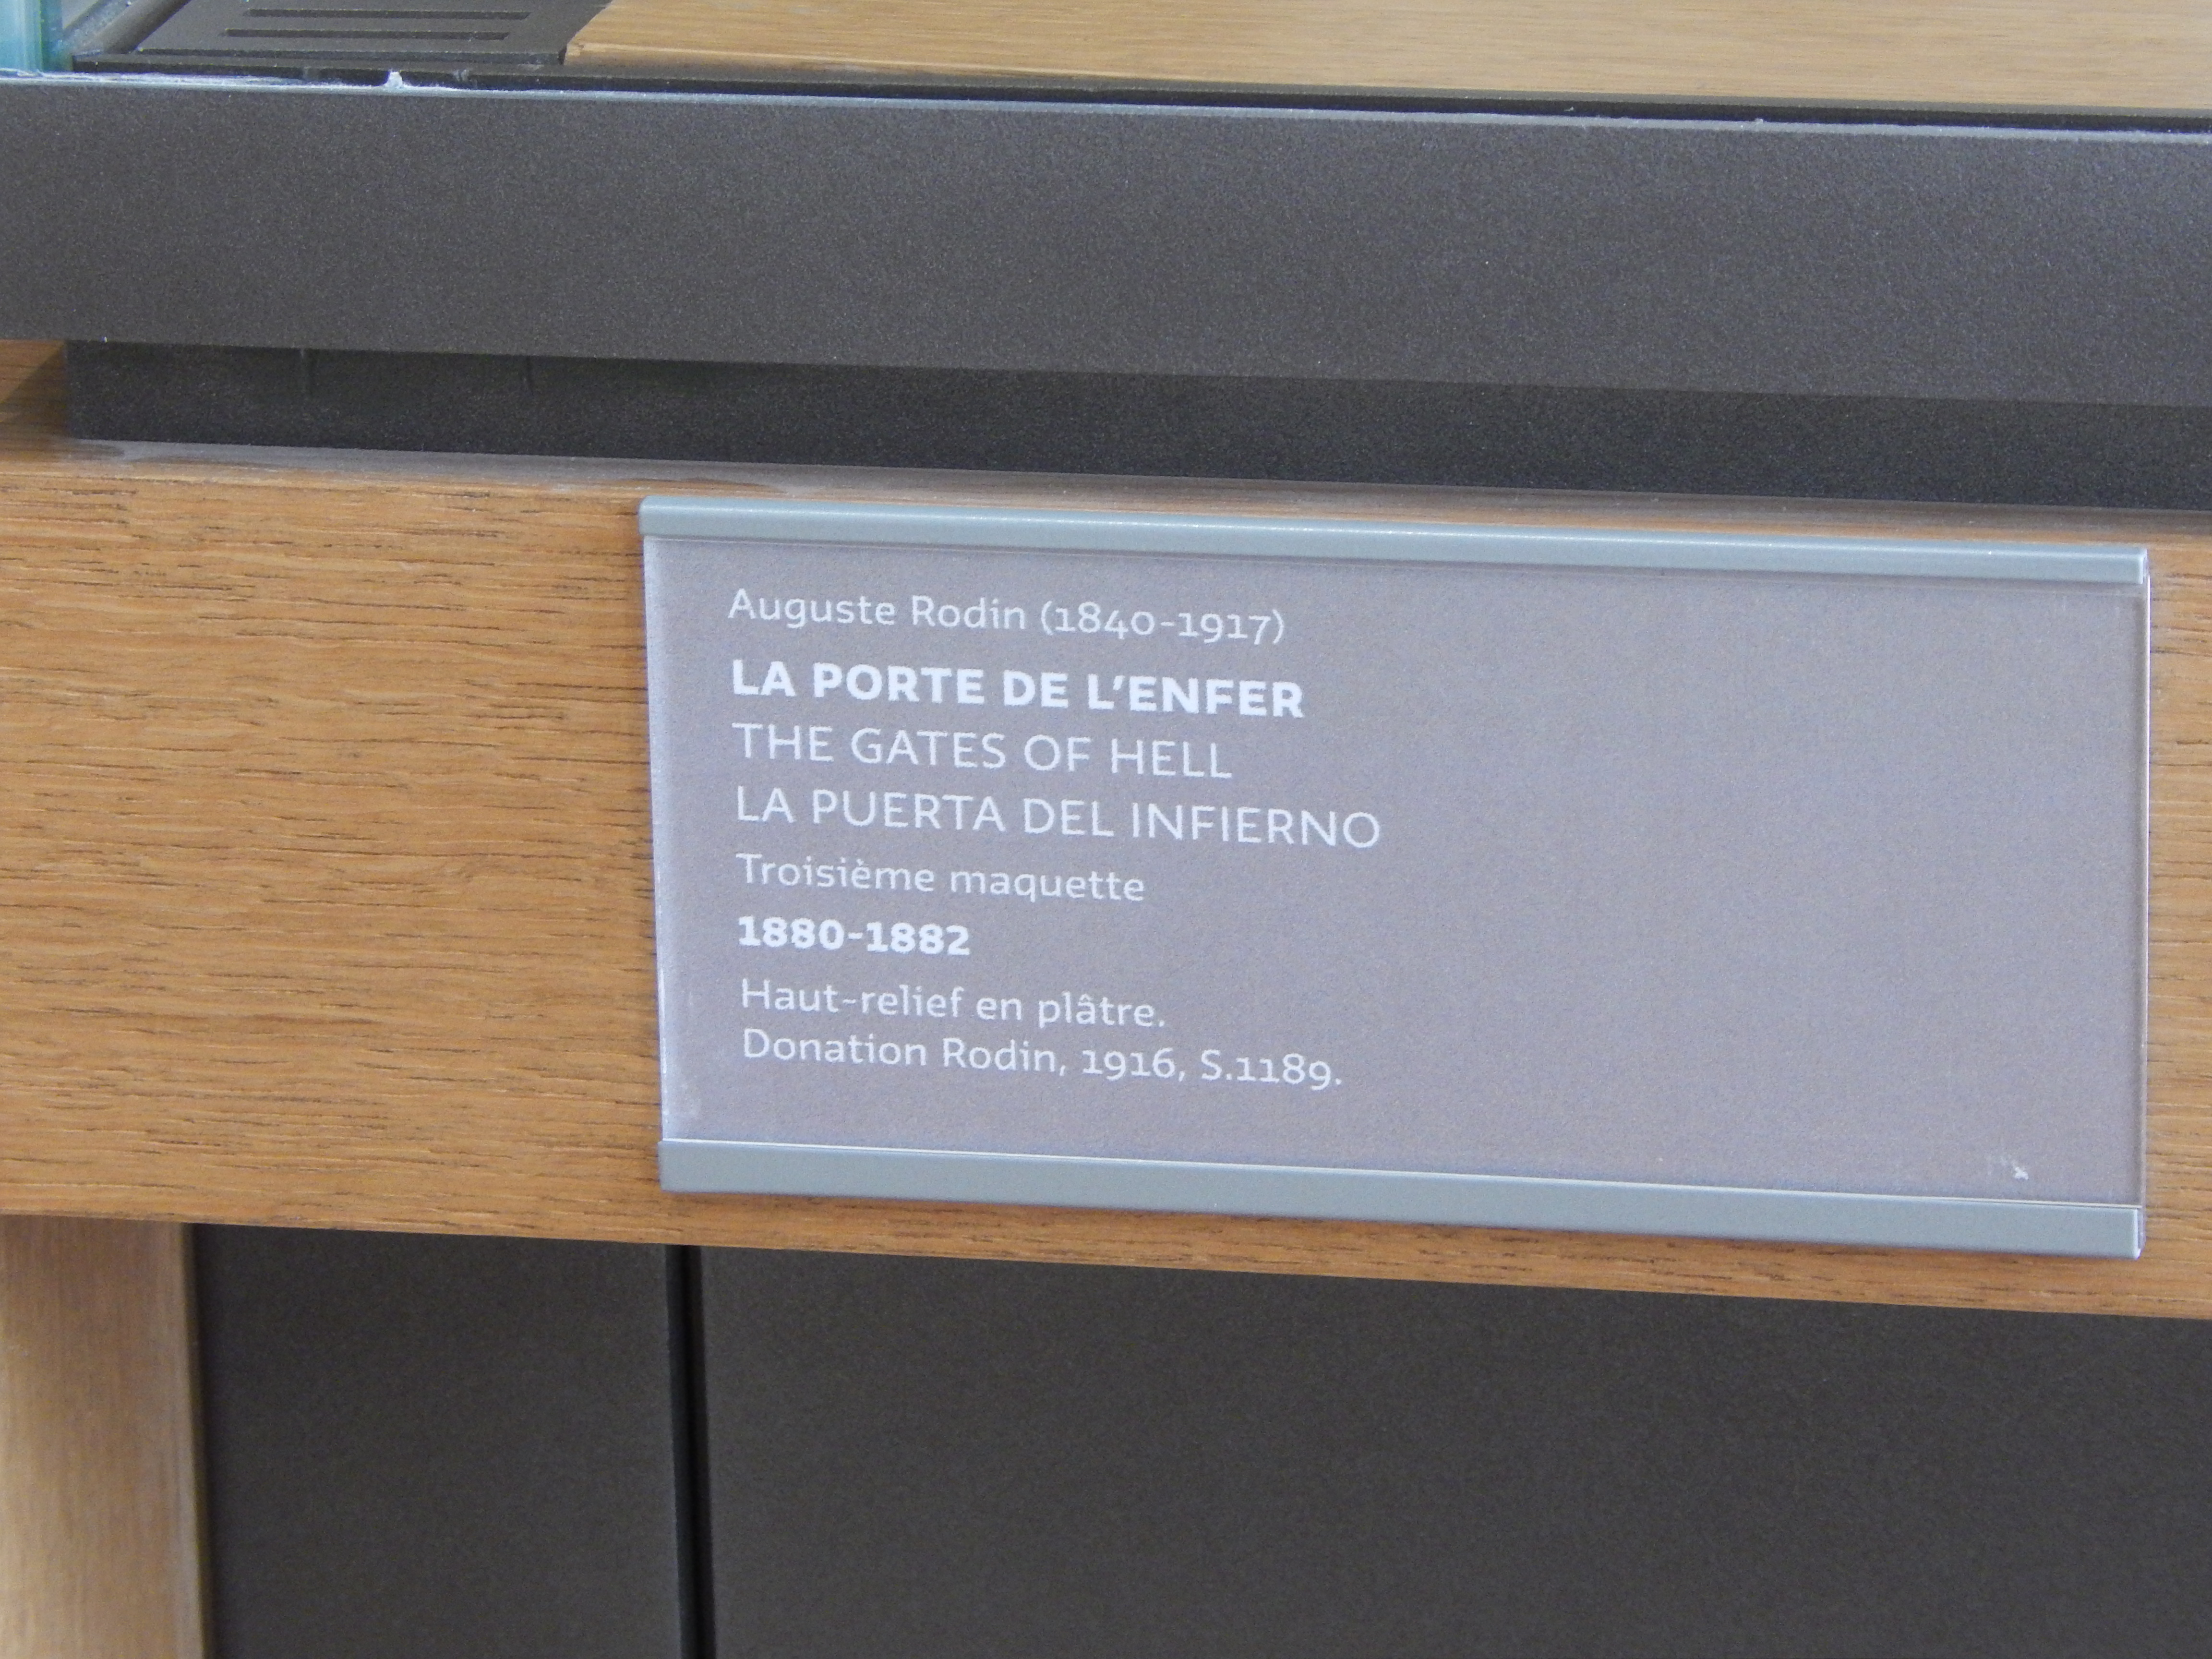 Auguste Rodin (1840-1917)
LA PORTE DE L'ENFER
THE GATES OF HELL
LA PUERTA DEL INFIERNO
Troisième maquette
1880-1882
Haut-relief en plâtre.
Donation Rodin, 1916, S.1189.